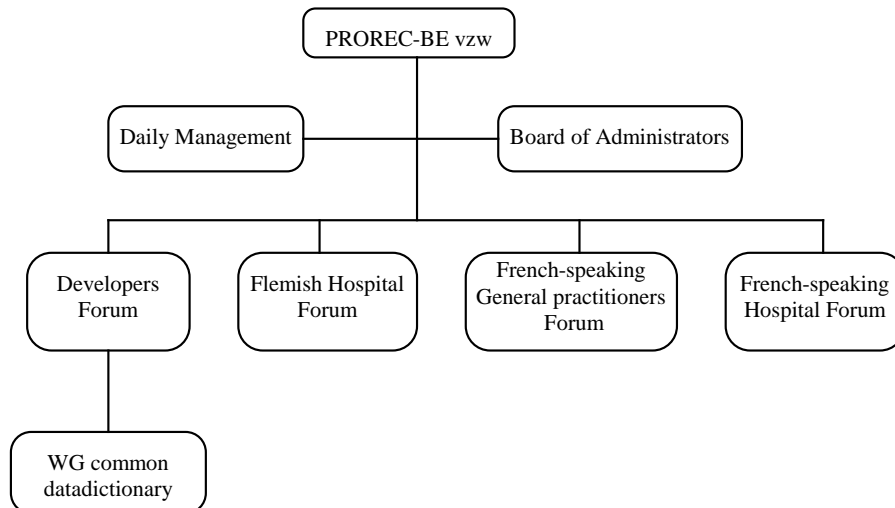 PROREC-BE vzw
Daily Management
Board of Administrators
Developers
Forum
Flemish Hospital
Forum
French-speaking
General practitioners
Forum
French-speaking
Hospital Forum
WG common
datadictionary